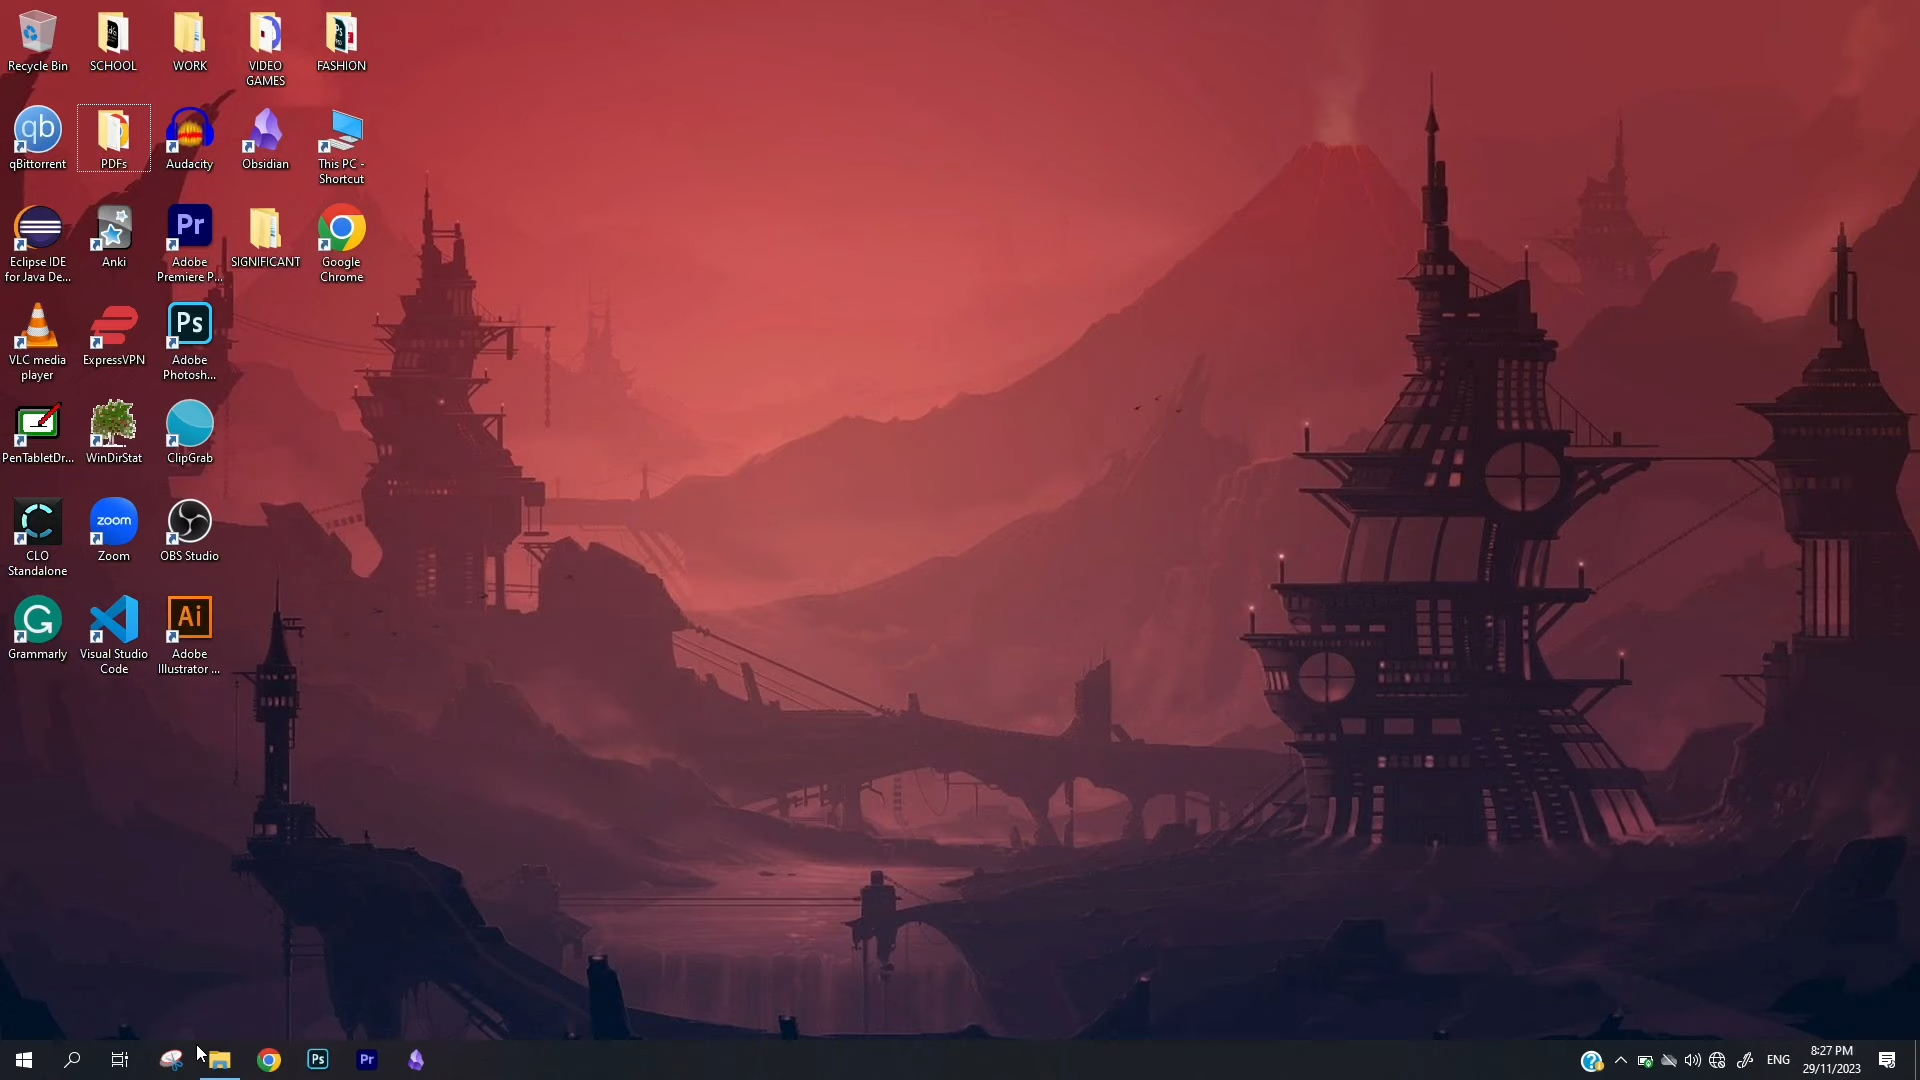 Recycle Bin
SCHOOL
WORK
VIDEO
GAMES
FASHION
qb
qBittorrent
PDFs
Audacity
Obsidian
This PC -
Shortcut
Eclipse IDE
for Java De...
Anki
Pr
Adobe
Premiere P...
SIGNIFICANT
Google
Chrome
VLC media
player
ExpressVPN
Ps
Adobe
Photosh...
PenTabletDr...
WinDirStat
ClipGrab
CLO
Standalone
zoom
Zoom
OBS Studio
G
Grammarly
Visual Studio
Code
Ai
Adobe
Illustrator ...
Ps
Pr
ENG
8:27 PM
29/11/2023